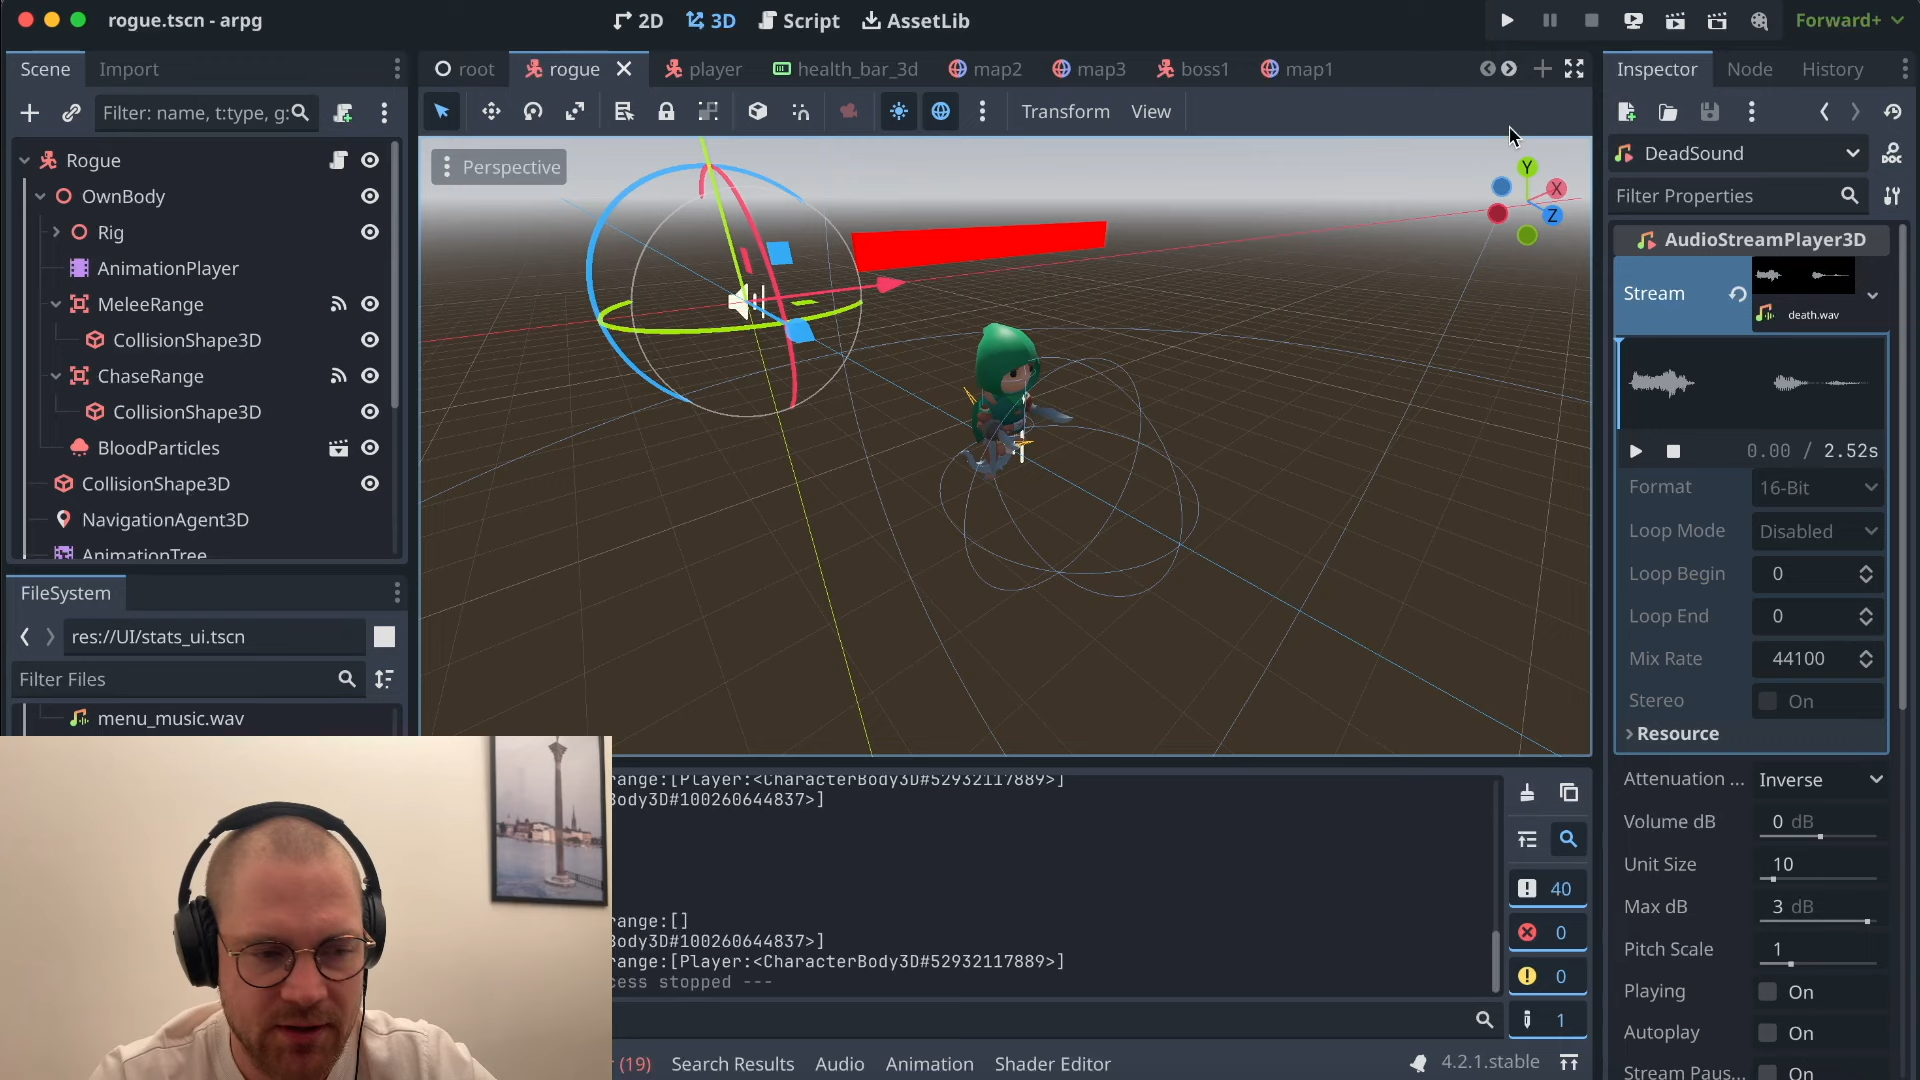 rogue.tscn - arpg
2D
3D
Script
AssetLib
Forward+
Scene
Import
root
rogue
player
health_bar_3d
map2
map3
boss1
map1
Inspector
Node
History
Filter: name, t:type, g:
Transform
View
Perspective
Y
X
Z
DeadSound
DOC
Filter Properties
Rogue
OwnBody
Rig
AnimationPlayer
MeleeRange
CollisionShape3D
ChaseRange
CollisionShape3D
BloodParticles
CollisionShape3D
NavigationAgent3D
AnimationTree
FileSystem
res://UI/stats_ui.tscn
Filter Files
menu_music.wav
AudioStreamPlayer3D
Stream
death.wav
0.00 / 2.52s
Format
16-Bit
Loop Mode
Disabled
Loop Begin
0
Loop End
0
Mix Rate
44100
Stereo
On
Resource
Attenuation ...
Inverse
Volume dB
0 dB
Unit Size
10
Max dB
3 dB
Pitch Scale
1
Playing
On
Autoplay
On
Stream Paus...
On
ange:[Player:<CharacterBody3D#52932117889>]
Body3D#100260644837>]
ange:[]
Body3D#100260644837>]
ange:[Player:<CharacterBody3D#52932117889>]
cess stopped ---
40
0
0
1
(19)
Search Results
Audio
Animation
Shader Editor
4.2.1.stable